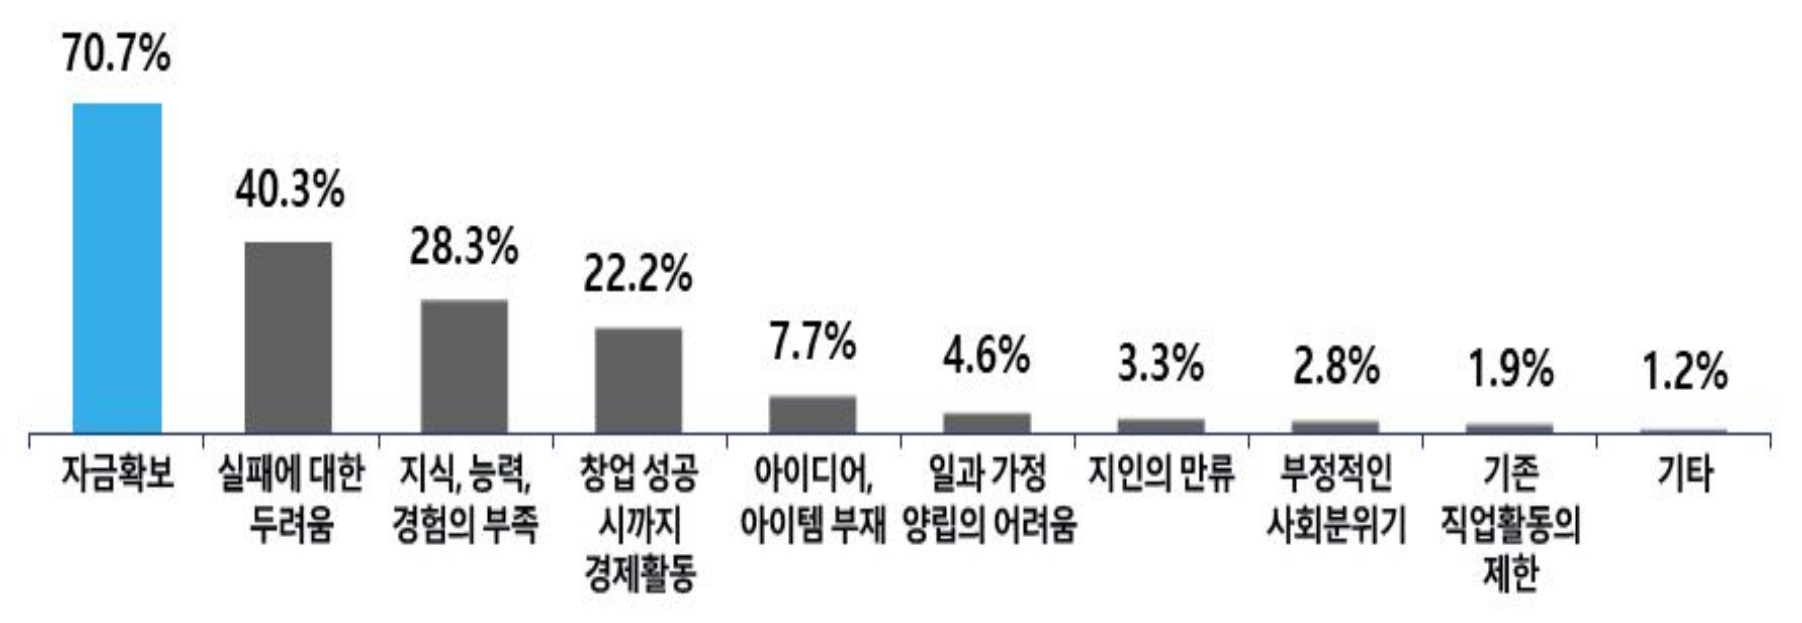 70.7%
40.3%
28.3%
22.2%
7.7%
4.6%
3.3%
2.8%
1.9%
1.2%
자금확보
실패에 대한
두려움
지식, 능력,
경험의 부족
창업 성공
시까지
경제활동
아이디어,
아이템 부재
일과 가정
양립의 어려움
지인의 만류
부정적인
사회분위기
기존
직업활동의
제한
기타